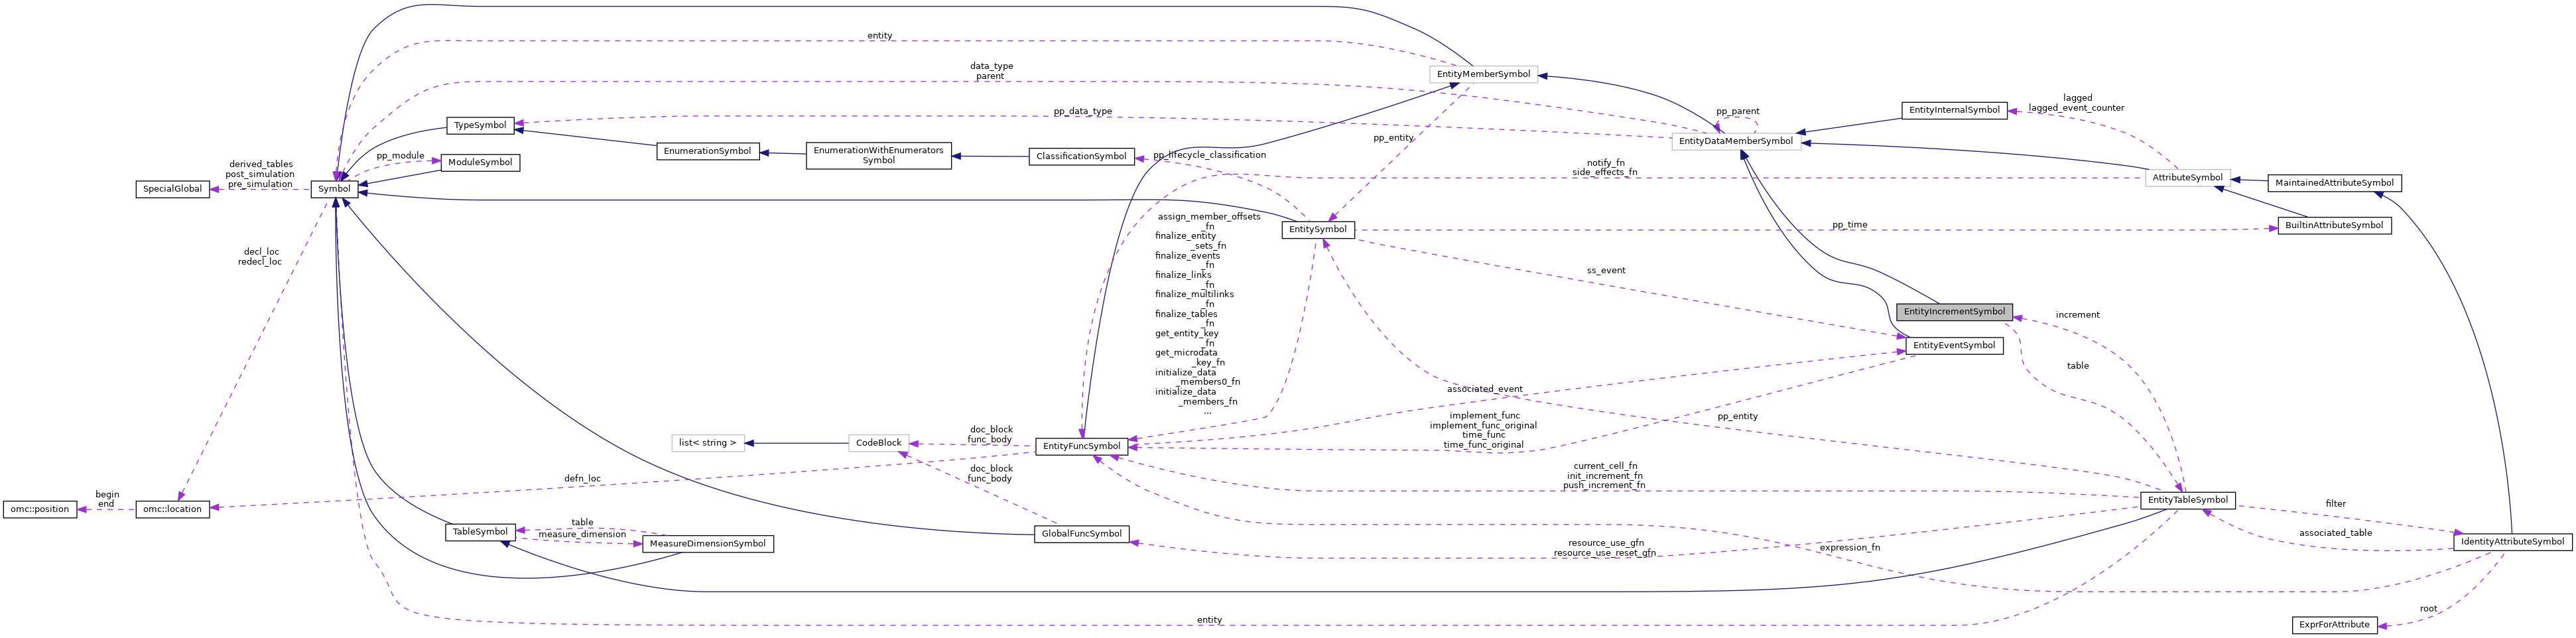 entity
data_type
parent
EntityMemberSymbol
pp_data_type
pp_parent
lagged
lagged_event_counter
EntityInternalSymbol
TypeSymbol
pp_entity
EntityDataMemberSymbol
EnumerationSymbol
EnumerationWithEnumerators
Symbol
ClassificationSymbol
pp_lifecycle_classification
pp_module
ModuleSymbol
notify_fn
side_effects_fn
AttributeSymbol
MaintainedAttributeSymbol
derived_tables
post_simulation
pre_simulation
SpecialGlobal
Symbol
EntitySymbol
pp_time
BuiltinAttributeSymbol
assign_member_offsets
_fn
finalize_entity
_sets_fn
finalize_events
_fn
finalize_links
_fn
finalize_multilinks
_fn
finalize_tables
_fn
get_entity_key
_fn
get_microdata
_key_fn
initialize_data
_members0_fn
initialize_data
_members_fn
...
decl_loc
redecl_loc
ss_event
EntityIncrementSymbol
increment
EntityEventSymbol
table
associated_event
pp_entity
implement_func
implement_func_original
time_func
time_func_original
list< string >
CodeBlock
doc_block
func_body
EntityFuncSymbol
defn_loc
doc_block
func_body
current_cell_fn
init_increment_fn
push_increment_fn
EntityTableSymbol
filter
begin
end
omc::position
omc::location
TableSymbol
table
measure_dimension
MeasureDimensionSymbol
GlobalFuncSymbol
resource_use_gfn
resource_use_reset_gfn
expression_fn
associated_table
IdentityAttributeSymbol
root
entity
ExprForAttribute